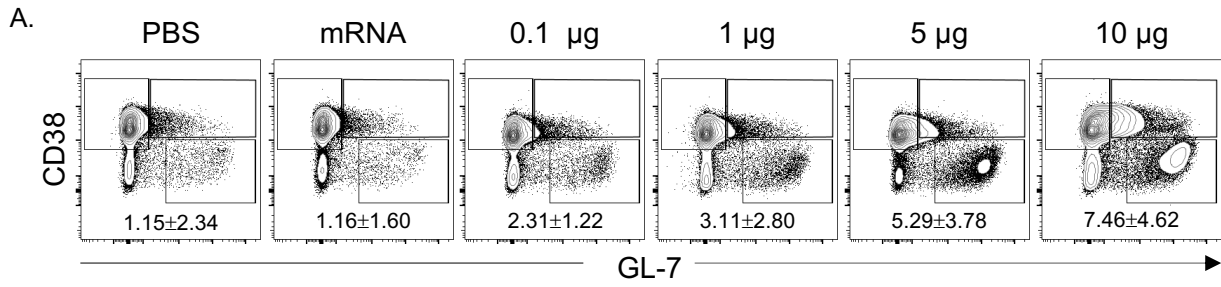 A.
PBS mRNA 0.1 µg 1 µg 5 µg 10 µg
CD38
1.15±2.34 1.16±1.60 2.31±1.22 3.11±2.80 5.29±3.78 7.46±4.62
GL-7